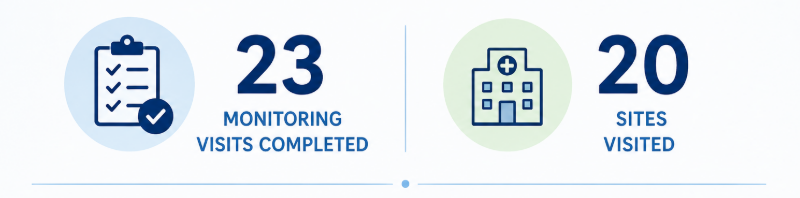 23
MONITORING
VISITS COMPLETED
20
SITES
VISITED